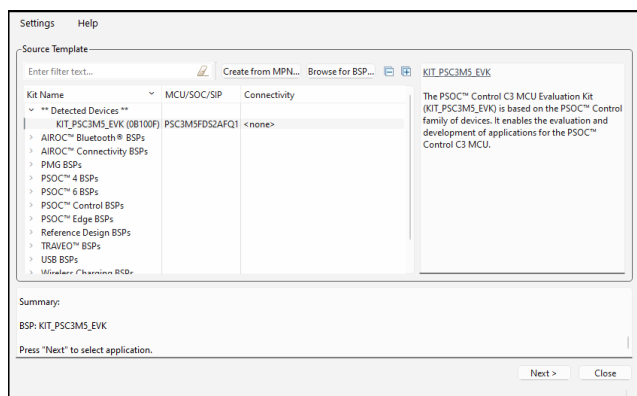 Settings Help
Source Template
Enter filter text...
Create from MPN... Browse for BSP...
KIT_PSC3M5_EVK
Kit Name MCU/SOC/SIP Connectivity
** Detected Devices **
KIT_PSC3M5_EVK (0B100F) PSC3M5FDS2AFQ1 <none>
AIROC™ Bluetooth® BSPs
AIROC™ Connectivity BSPs
PMG BSPs
PSOC™ 4 BSPs
PSOC™ 6 BSPs
PSOC™ Control BSPs
PSOC™ Edge BSPs
Reference Design BSPs
TRAVEO™ BSPs
USB BSPs
Wireless Charging BSPs
The PSOC™ Control C3 MCU Evaluation Kit
(KIT_PSC3M5_EVK) is based on the PSOC™ Control
family of devices. It enables the evaluation and
development of applications for the PSOC™
Control C3 MCU.
Summary:
BSP: KIT_PSC3M5_EVK
Press "Next" to select application.
Next > Close